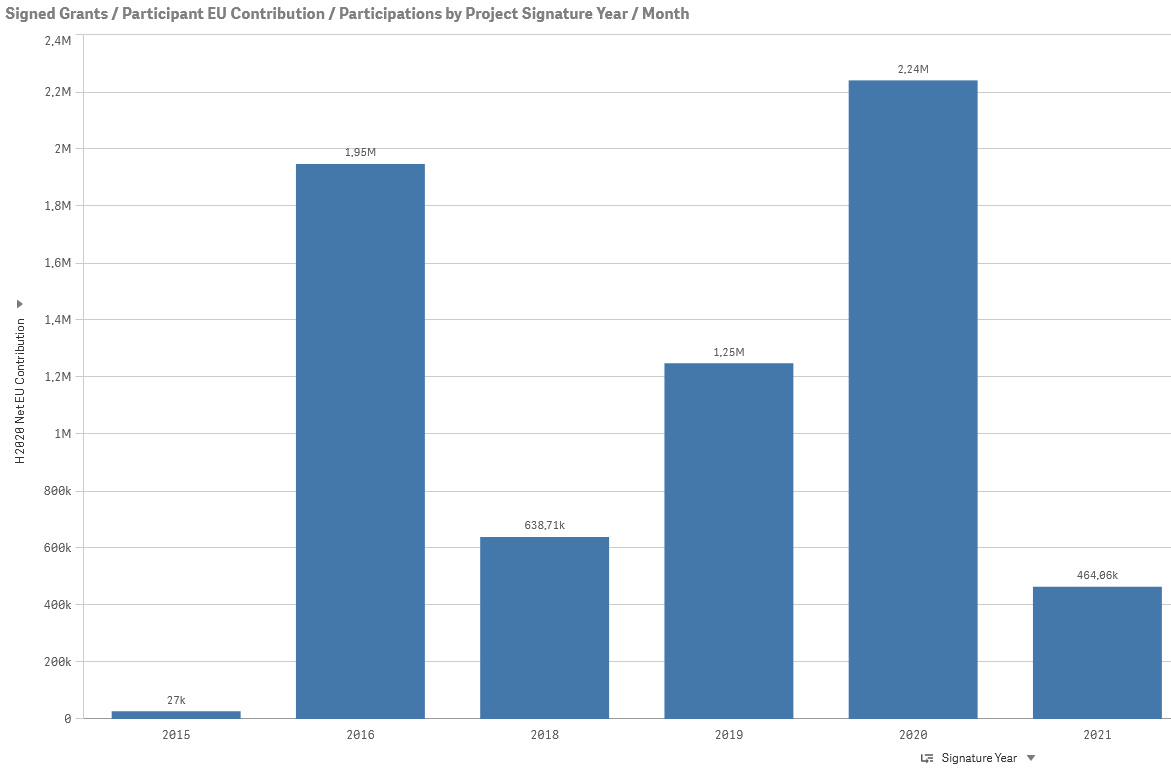 Signed Grants / Participant EU Contribution / Participations by Project Signature Year / Month
2,4M
2,2M
2M
1,8M
1,6M
1,4M
1,2M
1M
800k
600k
400k
200k
0
H2020 Net EU Contribution
27k
1,95M
638,71k
1,25M
2,24M
464,06k
2015
2016
2018
2019
2020
2021
Signature Year